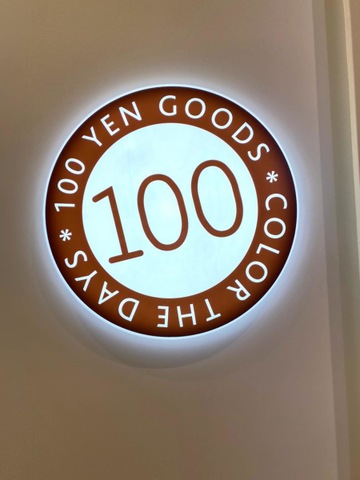 * 100 YEN GOODS * COLOR THE DAYS
100